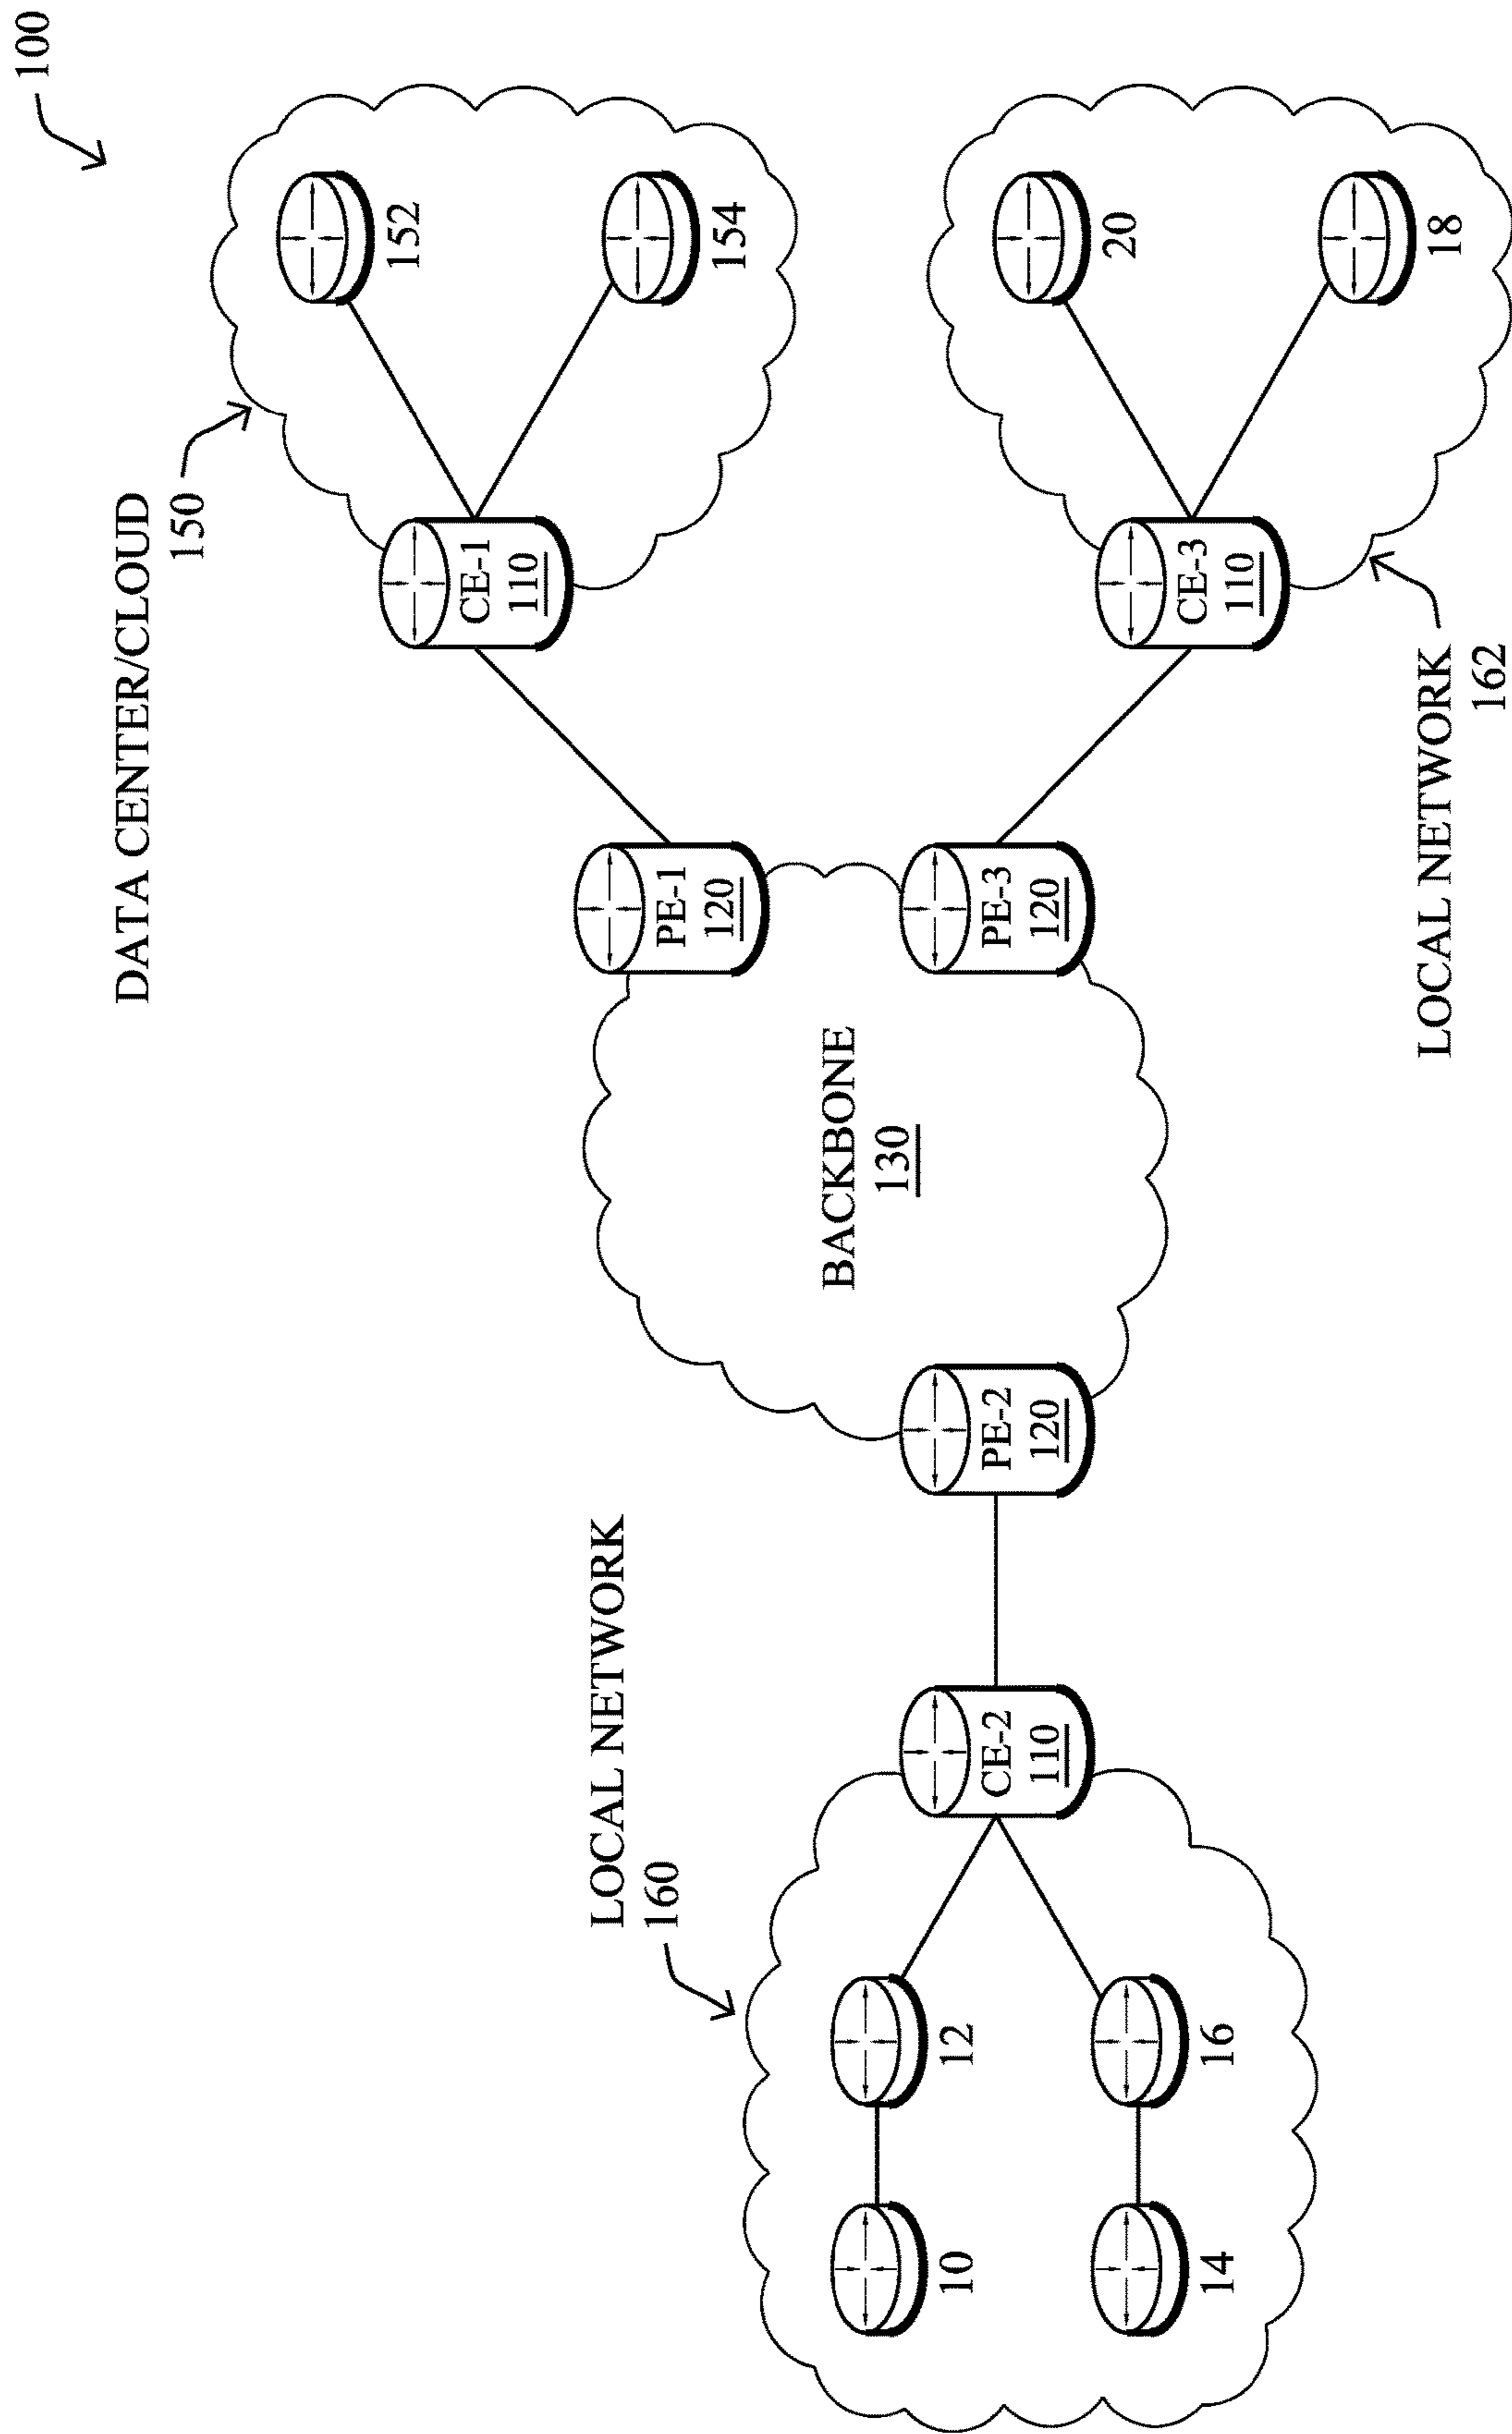 100
DATA CENTER/CLOUD
150
152
154
CE-1
110
PE-1
120
BACKBONE
130
PE-3
120
CE-3
110
20
18
LOCAL NETWORK
162
PE-2
120
LOCAL NETWORK
160
CE-2
110
12
10
16
14